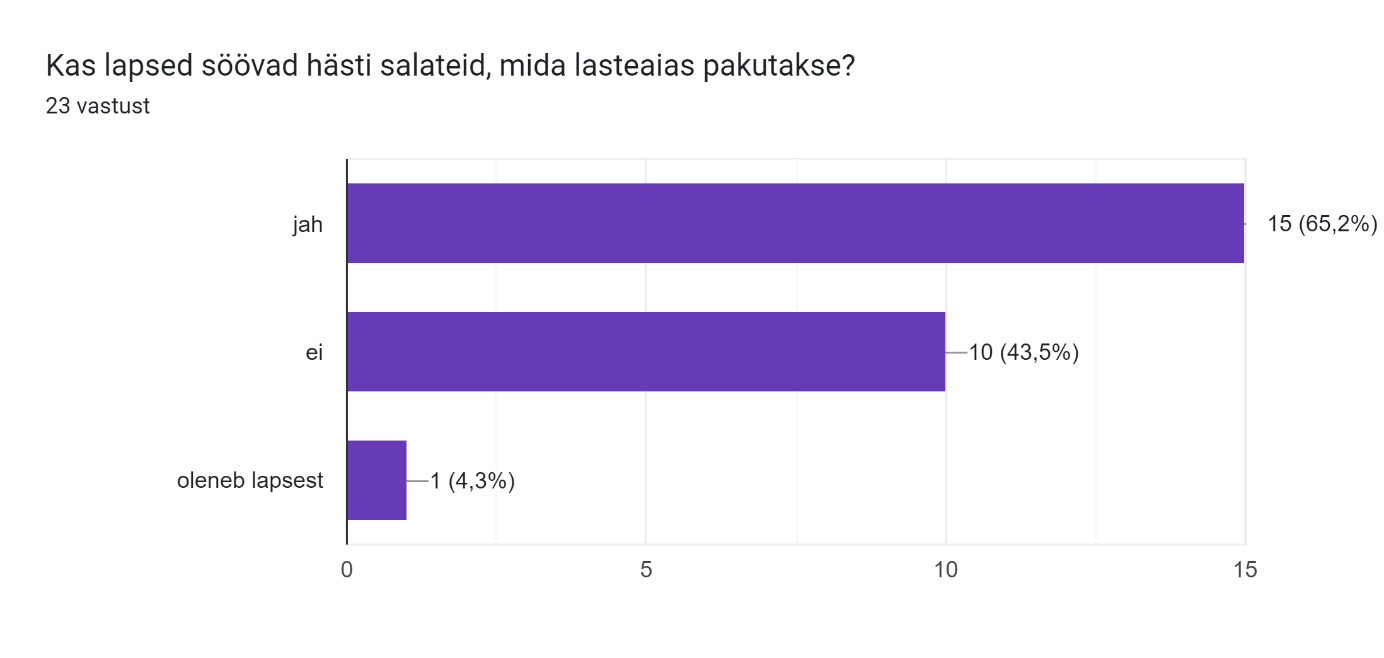 Kas lapsed söövad hästi salateid, mida lasteaias pakutakse?
23 vastust
jah
15 (65,2%)
ei
10 (43,5%)
oleneb lapsest
1 (4,3%)
0
5
10
15